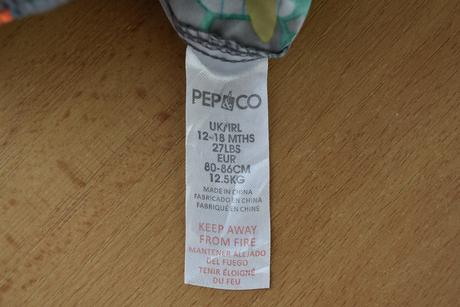 PEP&CO
UK/IRL
12-18 MTHS
27LBS
EUR
80-86CM
12.5KG
MADE IN CHINA
FABRICADO EN CHINA
FABRIQUÉ EN CHINE
KEEP AWAY
FROM FIRE
MANTENER ALEJADO
DEL FUEGO
TENIR ÉLOIGNÉ
DU FEU